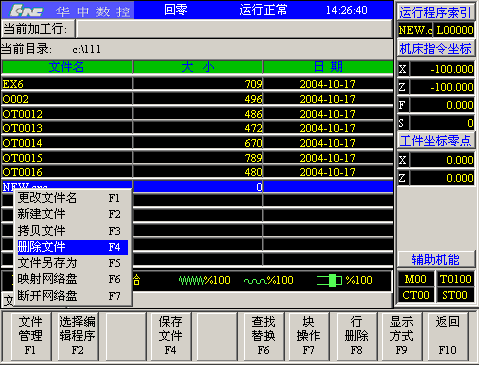 华中数控 回零 运行正常 14:26:40 运行程序索引
当前加工行: NEW.c L00000
当前目录: c:\111 机床指令坐标
文件名 大 小 日 期
X -100.000
EX6 709 2004-10-17
Z -100.000
O002 496 2004-10-17
F 0.000
OT0012 486 2004-10-17
S 0
OT0013 472 2004-10-17
工件坐标零点
OT0014 670 2004-10-17
X 0.000
OT0015 789 2004-10-17
Z 0.000
OT0016 480 2004-10-17
0
更改文件名 F1
新建文件 F2
拷贝文件 F3
删除文件 F4
文件另存为 F5
映射网络盘 F6
断开网络盘 F7
辅助机能
%100 %100 %100
M00 T0100
CT00 ST00
文件管理 F1
选择编辑程序 F2
保存文件 F4
查找替换 F6
块操作 F7
行删除 F8
显示方式 F9
返回 F10